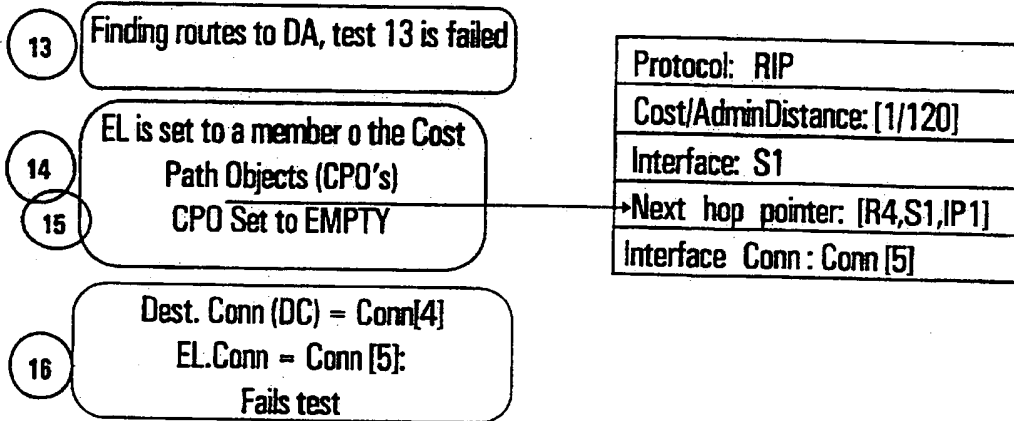 13
Finding routes to DA, test 13 is failed
14
EL is set to a member o the Cost
Path Objects (CPO's)
15
CPO Set to EMPTY
Protocol: RIP
Cost/AdminDistance: [1/120]
Interface: S1
Next hop pointer: [R4,S1,IP1]
Interface Conn : Conn [5]
16
Dest. Conn (DC) = Conn[4]
EL.Conn = Conn [5]:
Fails test